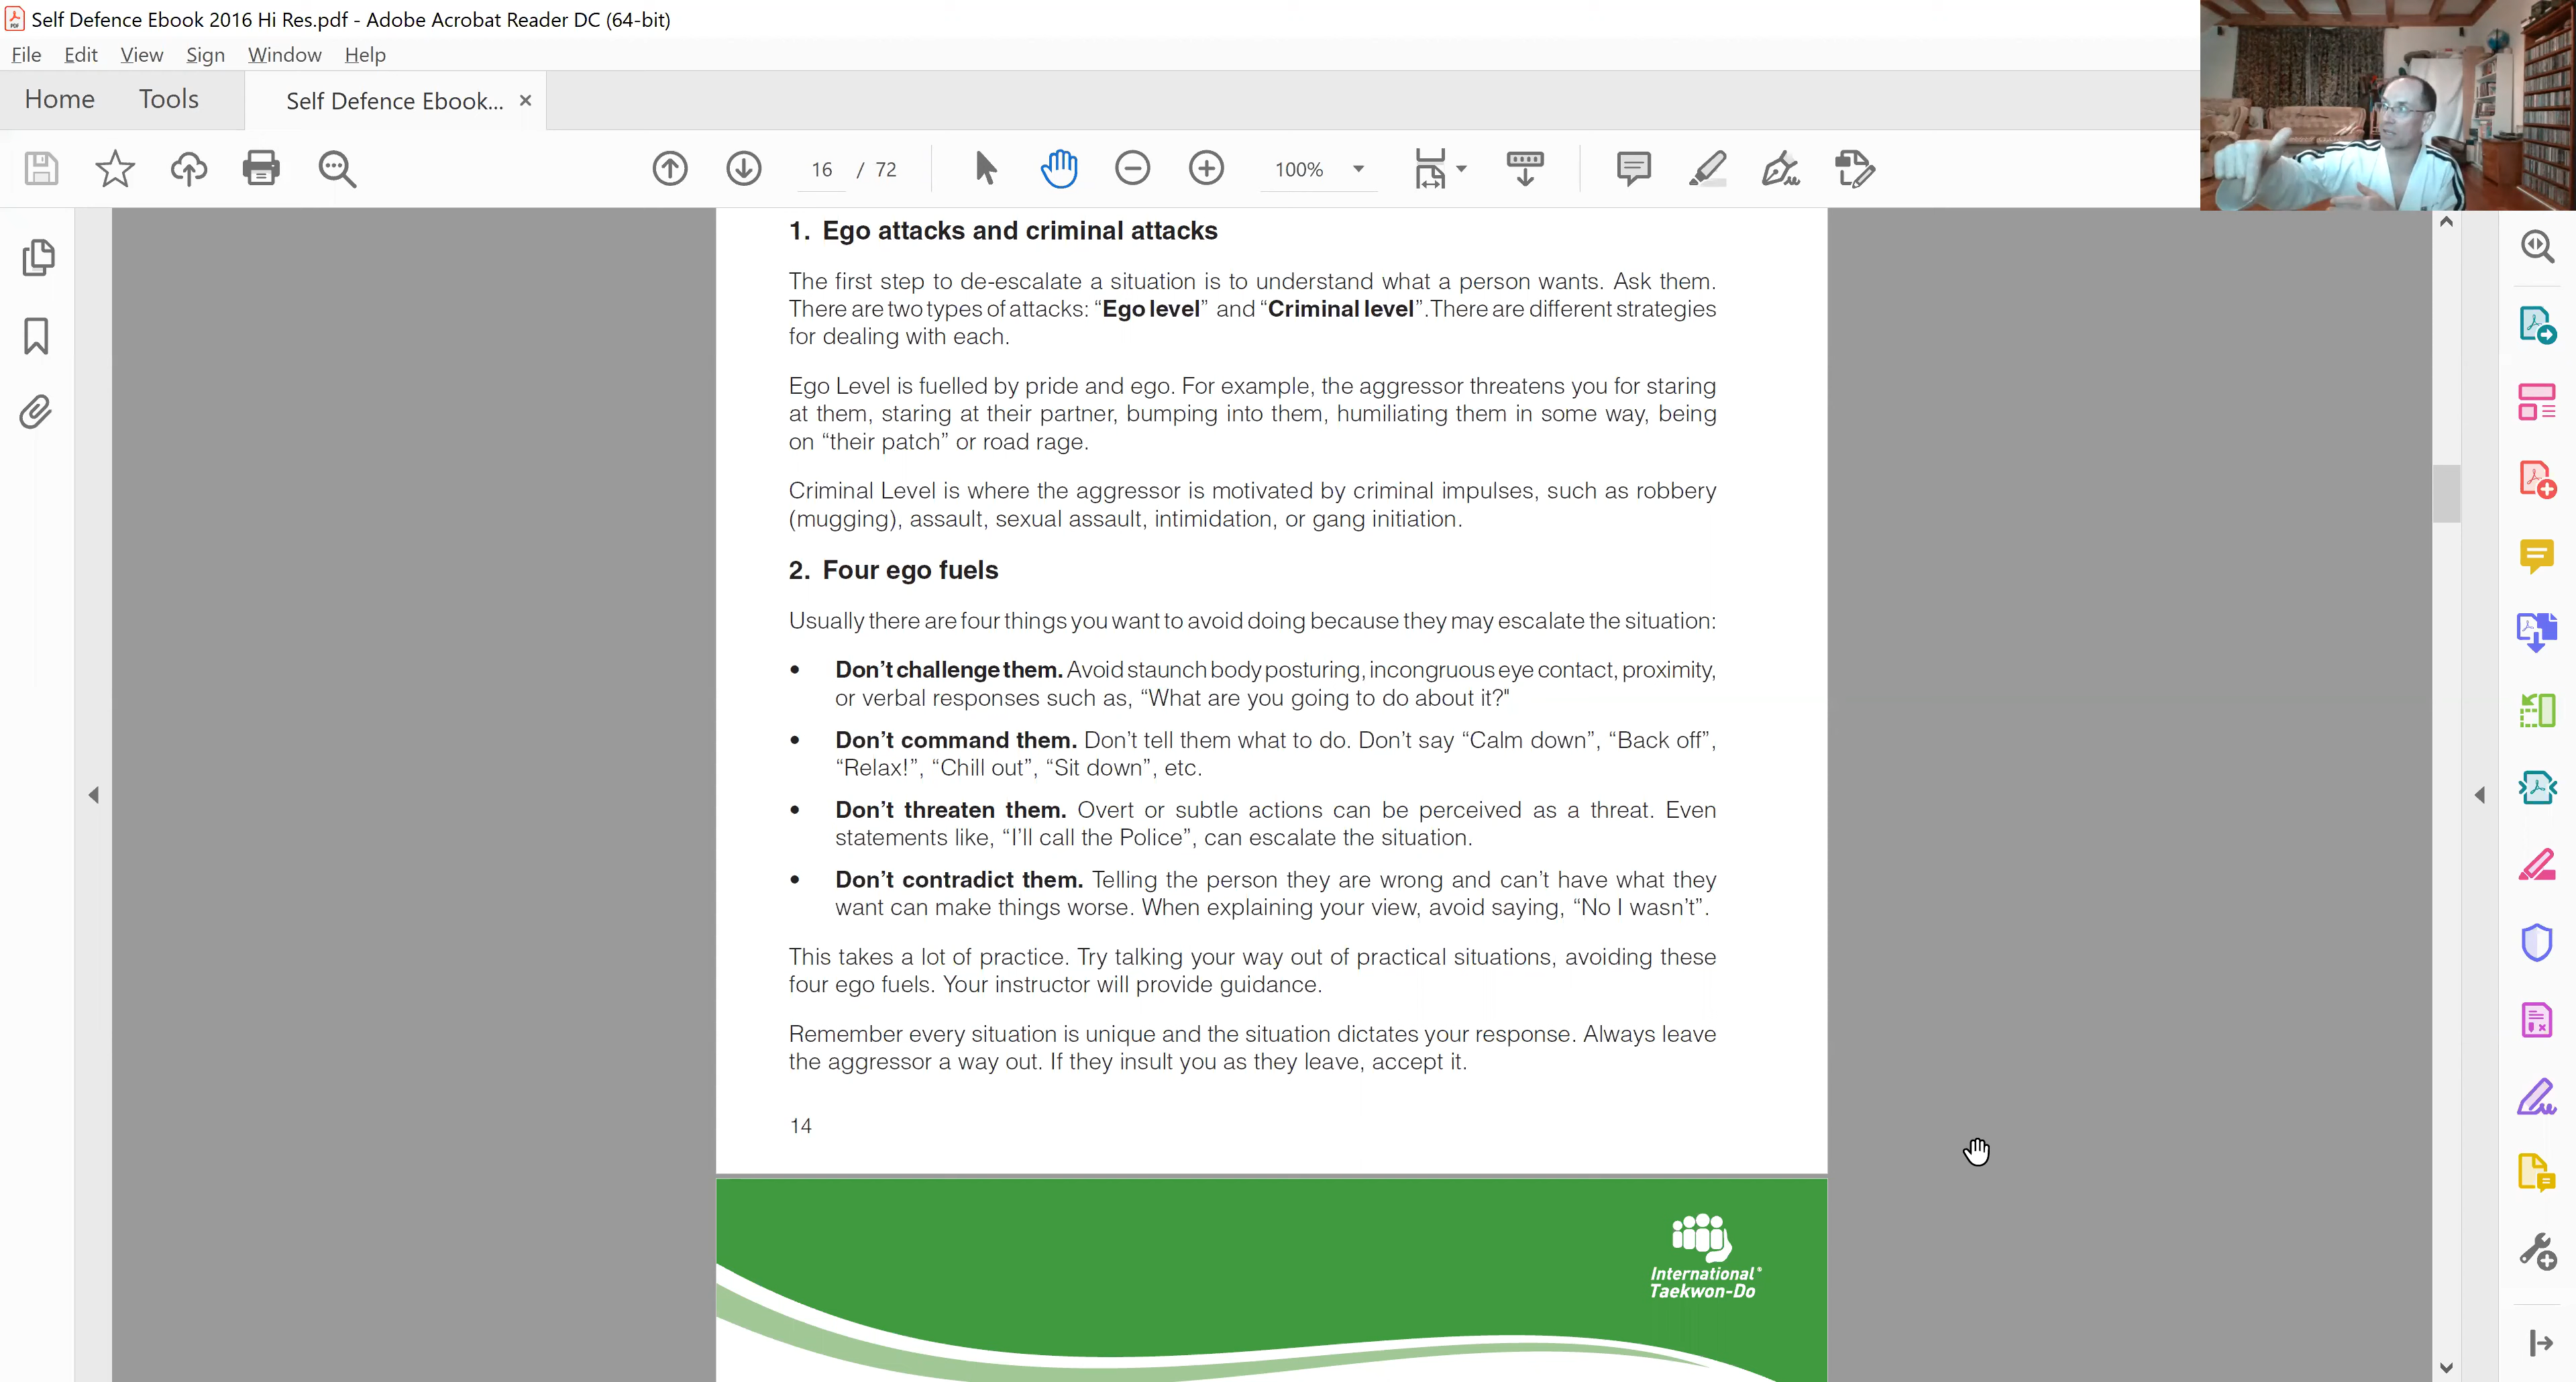 Self Defence Ebook 2016 Hi Res.pdf - Adobe Acrobat Reader DC (64-bit)
File Edit View Sign Window Help
Home Tools Self Defence Ebook... ×
16 / 72 100%
1. Ego attacks and criminal attacks
The first step to de-escalate a situation is to understand what a person wants. Ask them.
There are two types of attacks: “Ego level” and “Criminal level”.There are different strategies
for dealing with each.
Ego Level is fuelled by pride and ego. For example, the aggressor threatens you for staring
at them, staring at their partner, bumping into them, humiliating them in some way, being
on “their patch” or road rage.
Criminal Level is where the aggressor is motivated by criminal impulses, such as robbery
(mugging), assault, sexual assault, intimidation, or gang initiation.
2. Four ego fuels
Usually there are four things you want to avoid doing because they may escalate the situation:
• Don’t challenge them. Avoid staunch body posturing, incongruous eye contact, proximity,
or verbal responses such as, “What are you going to do about it?"
• Don’t command them. Don’t tell them what to do. Don’t say “Calm down”, “Back off”,
“Relax!”, “Chill out”, “Sit down”, etc.
• Don’t threaten them. Overt or subtle actions can be perceived as a threat. Even
statements like, “I’ll call the Police”, can escalate the situation.
• Don’t contradict them. Telling the person they are wrong and can’t have what they
want can make things worse. When explaining your view, avoid saying, “No I wasn’t”.
This takes a lot of practice. Try talking your way out of practical situations, avoiding these
four ego fuels. Your instructor will provide guidance.
Remember every situation is unique and the situation dictates your response. Always leave
the aggressor a way out. If they insult you as they leave, accept it.
14
International®
Taekwon-Do